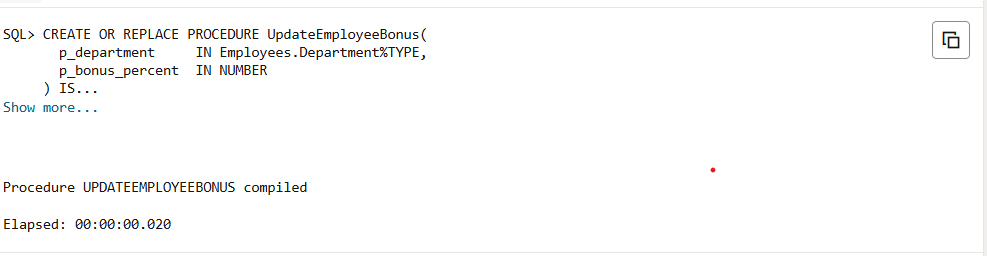 SQL> CREATE OR REPLACE PROCEDURE UpdateEmployeeBonus(
       p_department     IN Employees.Department%TYPE,
       p_bonus_percent  IN NUMBER
     ) IS...
Show more...
Procedure UPDATEEMPLOYEEBONUS compiled
Elapsed: 00:00:00.020